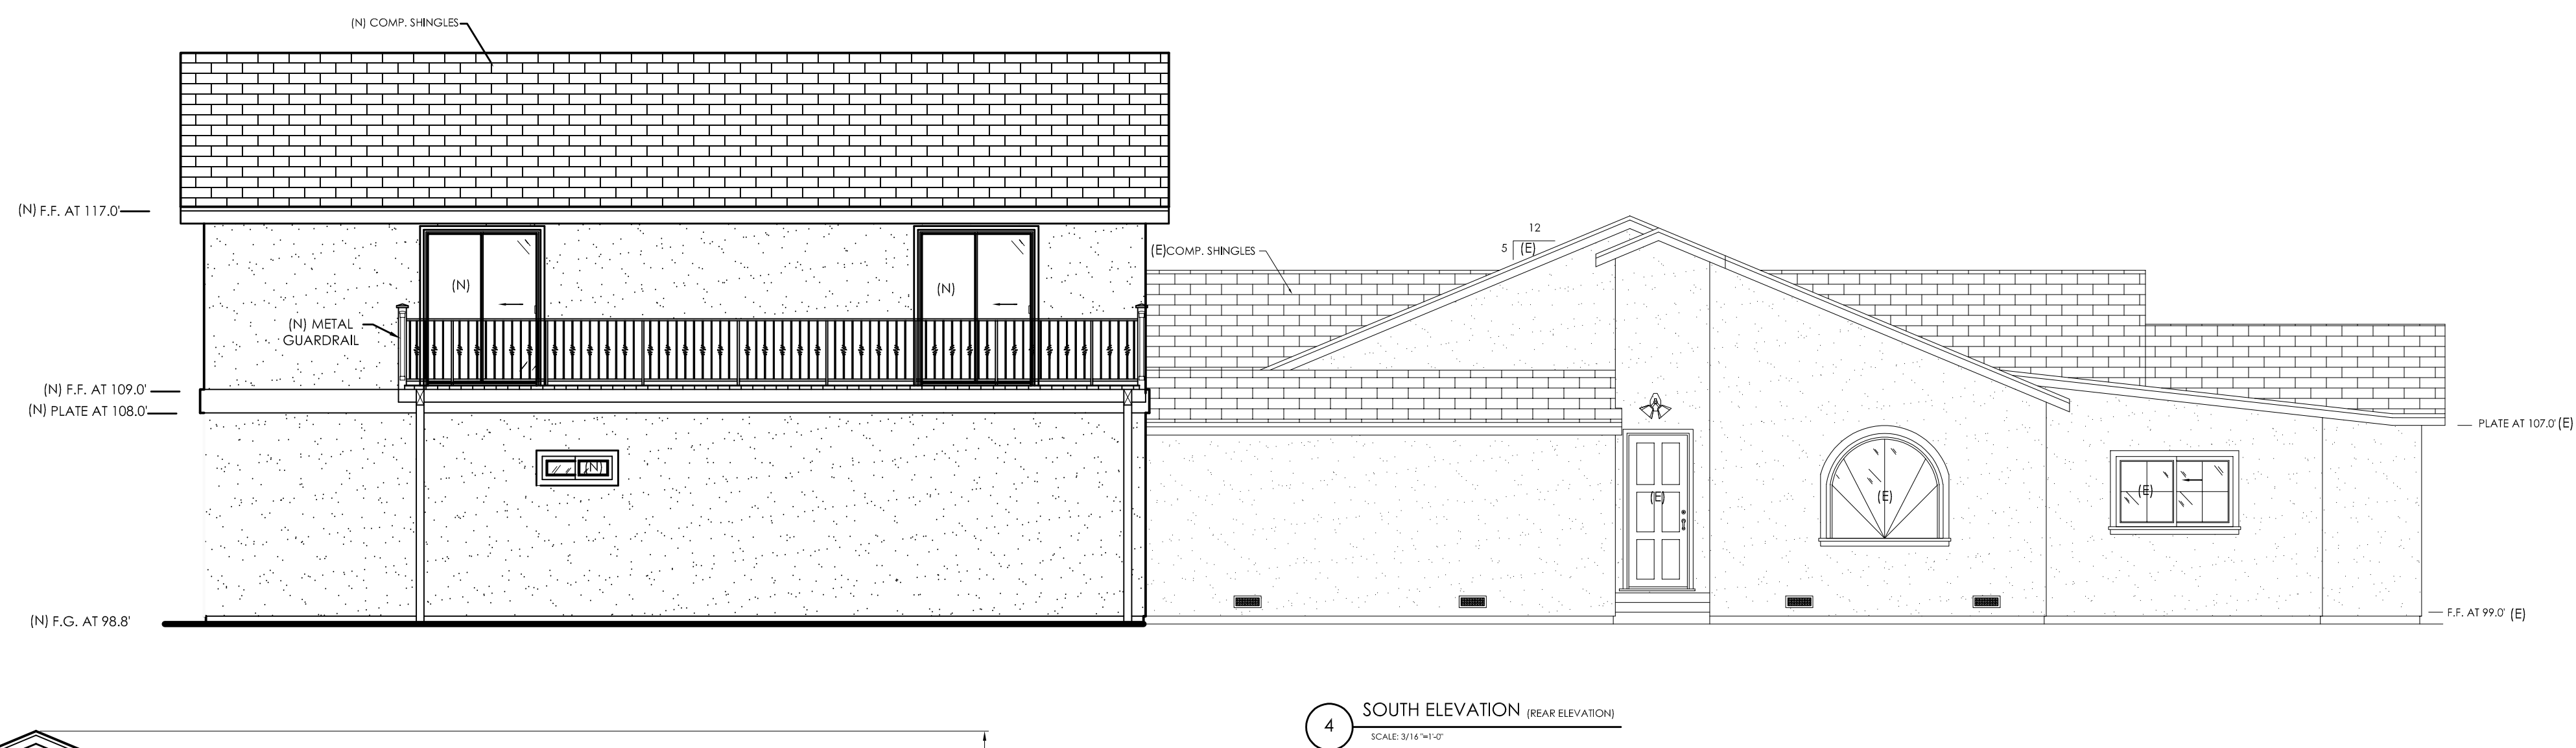 (N) COMP. SHINGLES
(N) F.F. AT 117.0'
12
5
(E)
(E)COMP. SHINGLES
(N)
(N)
(N) METAL
GUARDRAIL
(N) F.F. AT 109.0'
(N) PLATE AT 108.0'
PLATE AT 107.0' (E)
(N)
(E)
(E)
(E)
F.F. AT 99.0' (E)
(N) F.G. AT 98.8'
4
SOUTH ELEVATION (REAR ELEVATION)
SCALE: 3/16 "=1'-0"